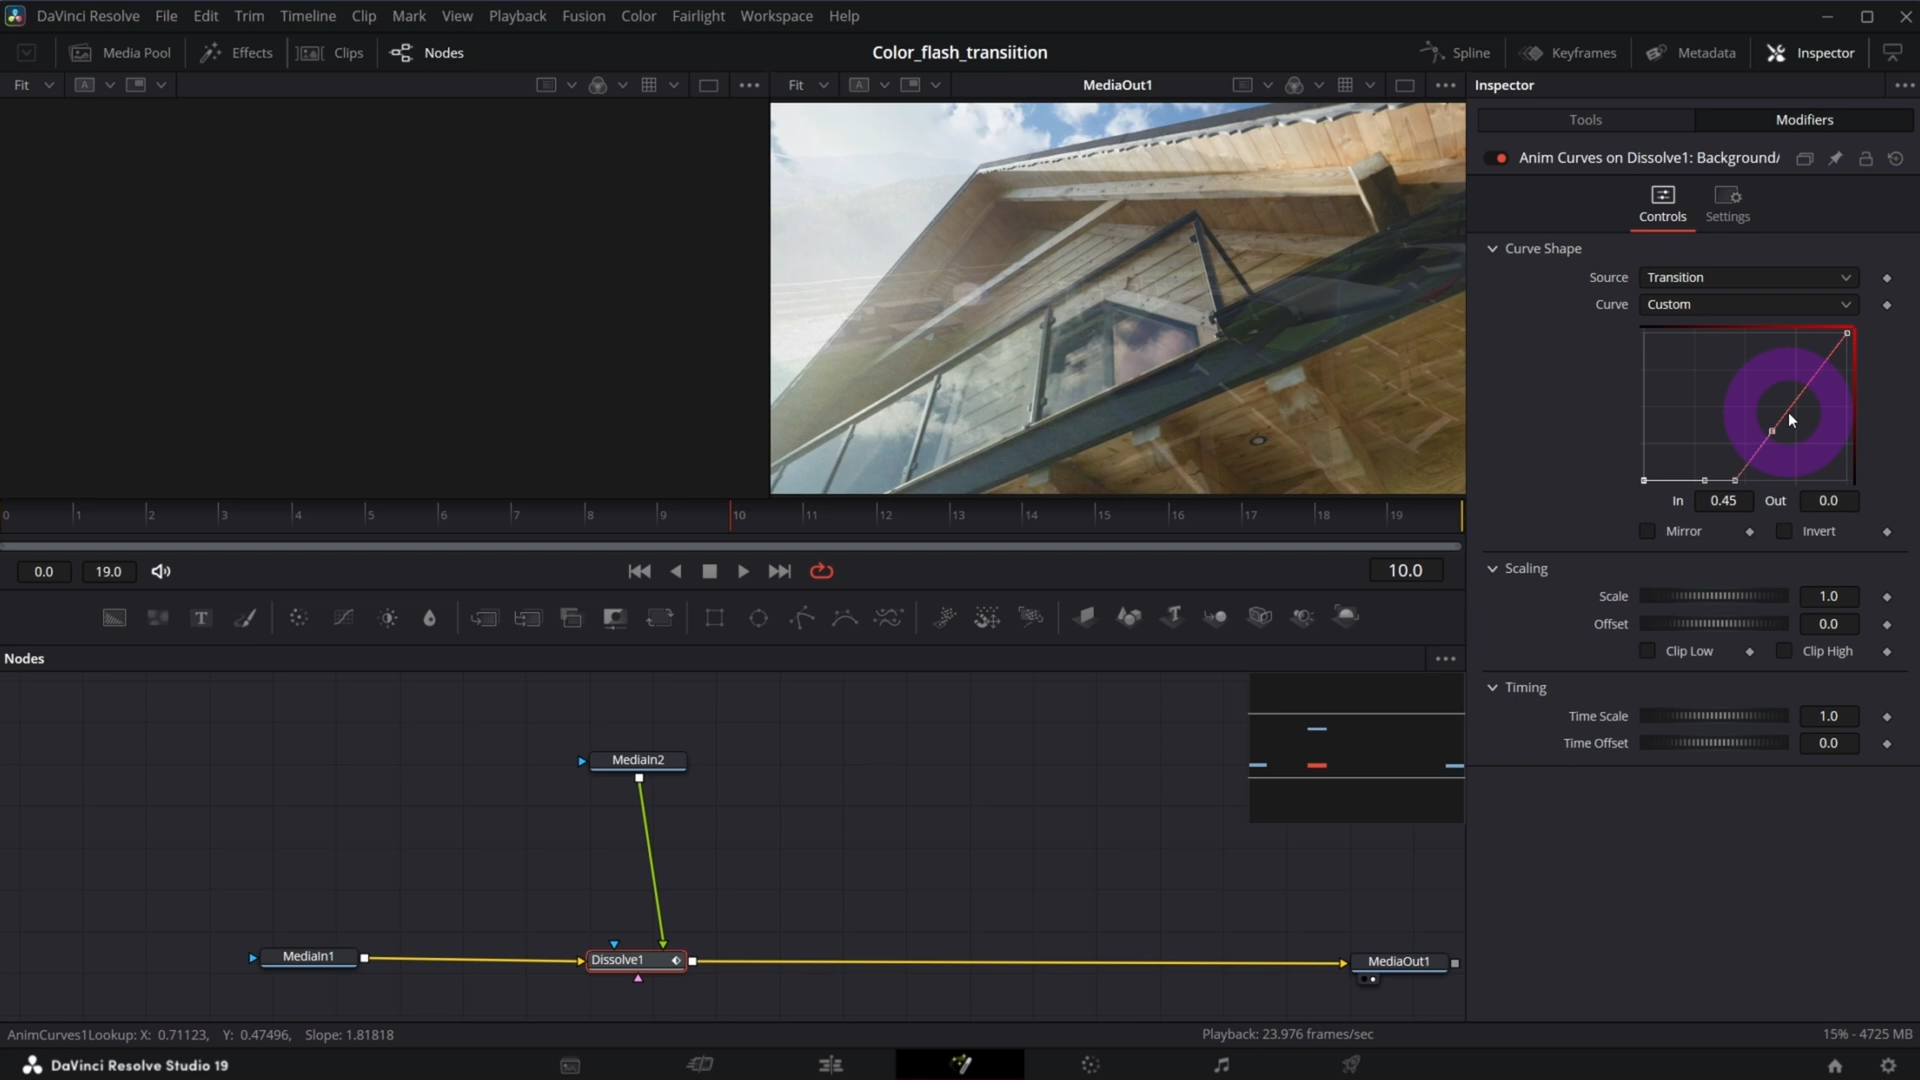 DaVinci Resolve File Edit Trim Timeline Clip Mark View Playback Fusion Color Fairlight Workspace Help
Media Pool Effects Clips Nodes Color_flash_transiition Spline Keyframes Metadata Inspector
Fit A Fit A MediaOut1 Inspector
Tools Modifiers
Anim Curves on Dissolve1: Background/
Controls Settings
Curve Shape
Source Transition
Curve Custom
In 0.45 Out 0.0
Mirror Invert
Scaling
Scale 1.0
Offset 0.0
Clip Low Clip High
Timing
Time Scale 1.0
Time Offset 0.0
0 1 2 3 4 5 6 7 8 9 10 11 12 13 14 15 16 17 18 19
0.0 19.0 10.0
T T
Nodes
MediaIn2
MediaIn1
Dissolve1
MediaOut1
AnimCurves1Lookup: X: 0.71123, Y: 0.47496, Slope: 1.81818 Playback: 23.976 frames/sec 15% - 4725 MB
DaVinci Resolve Studio 19